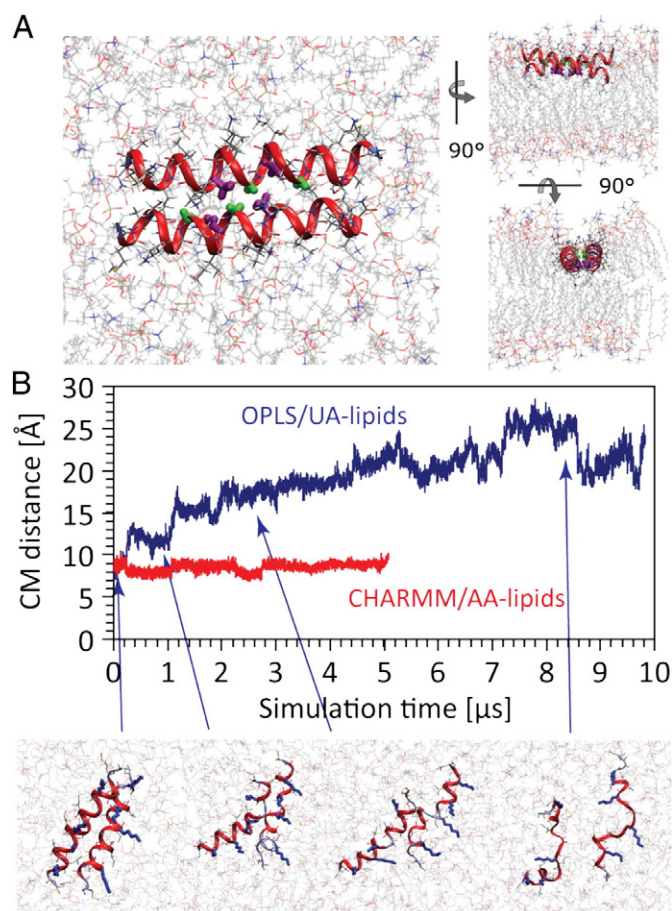 A
90°
90°
B
30
25
20
15
10
5
0
CM distance [Å]
OPLS/UA-lipids
CHARMM/AA-lipids
0 1 2 3 4 5 6 7 8 9 10
Simulation time [µs]